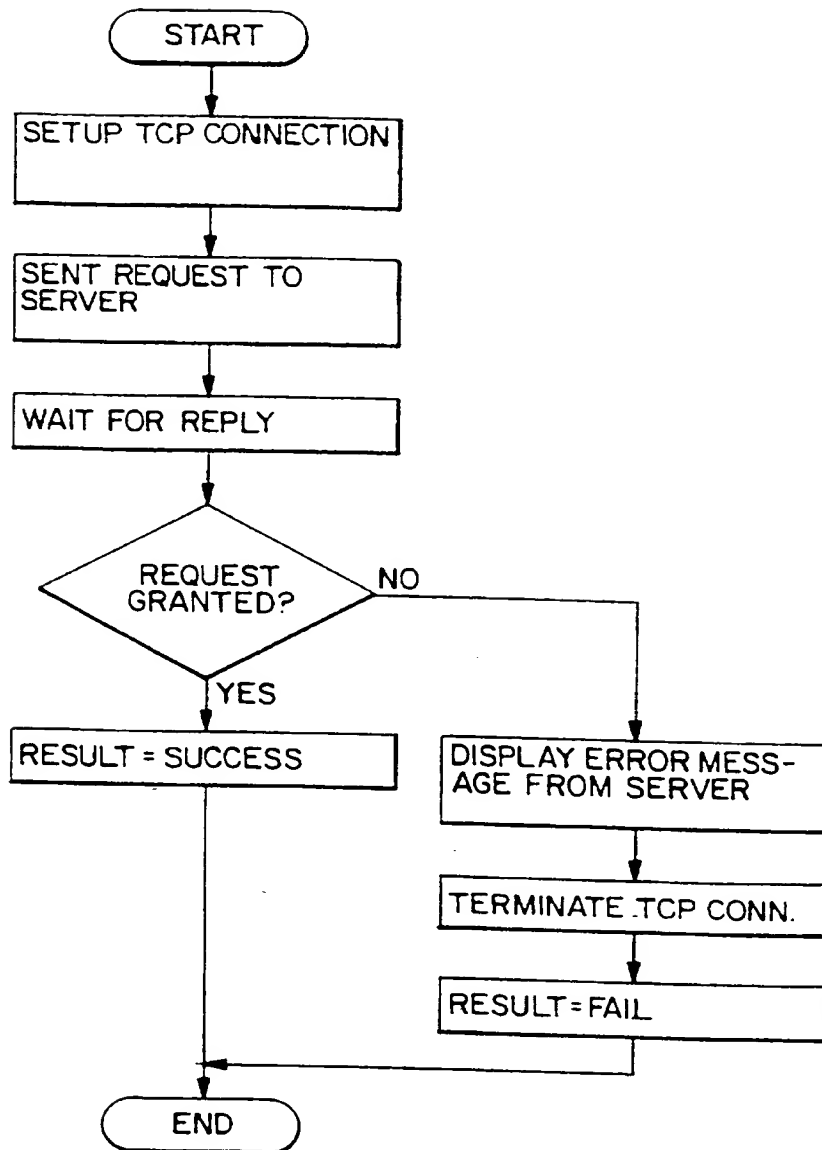 START
SETUP TCP CONNECTION
SENT REQUEST TO
SERVER
WAIT FOR REPLY
REQUEST
GRANTED?
NO
YES
RESULT = SUCCESS
DISPLAY ERROR MESS-
AGE FROM SERVER
TERMINATE TCP CONN.
RESULT = FAIL
END